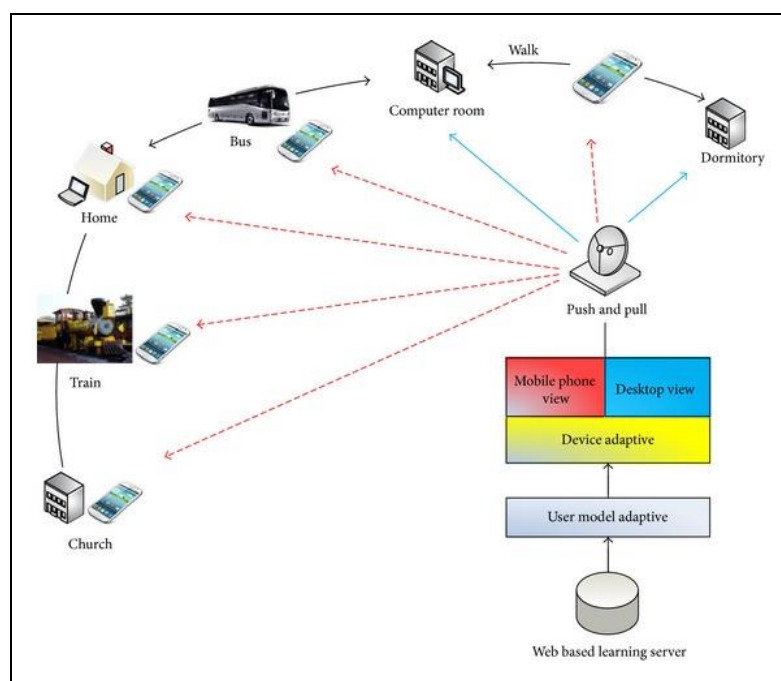 Walk
Computer room
Bus
Dormitory
Home
Push and pull
Train
Mobile phone
view
Desktop view
Device adaptive
User model adaptive
Church
Web based learning server